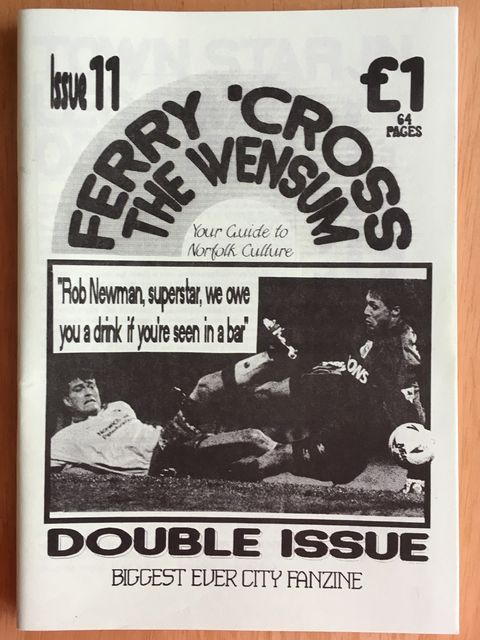 Issue 11
£1
64
PAGES
FERRY 'CROSS
THE WENSUM
Your Guide to
Norfolk Culture
"Rob Newman, superstar, we owe
you a drink if you're seen in a bar"
DOUBLE ISSUE
BIGGEST EVER CITY FANZINE